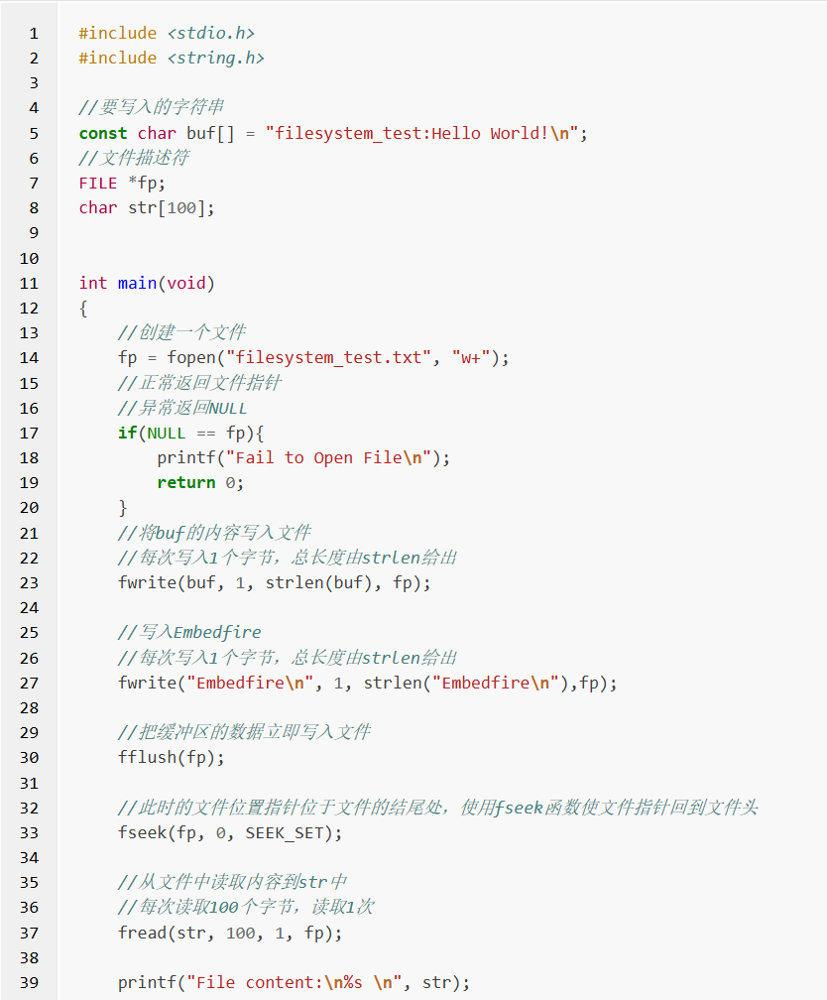 1 #include <stdio.h>
2 #include <string.h>
3
4 //要写入的字符串
5 const char buf[] = "filesystem_test:Hello World!\n";
6 //文件描述符
7 FILE *fp;
8 char str[100];
9
10
11 int main(void)
12 {
13     //创建一个文件
14     fp = fopen("filesystem_test.txt", "w+");
15     //正常返回文件指针
16     //异常返回NULL
17     if(NULL == fp){
18         printf("Fail to Open File\n");
19         return 0;
20     }
21     //将buf的内容写入文件
22     //每次写入1个字节，总长度由strlen给出
23     fwrite(buf, 1, strlen(buf), fp);
24
25     //写入Embedfire
26     //每次写入1个字节，总长度由strlen给出
27     fwrite("Embedfire\n", 1, strlen("Embedfire\n"),fp);
28
29     //把缓冲区的数据立即写入文件
30     fflush(fp);
31
32     //此时的文件位置指针位于文件的结尾处，使用fseek函数使文件指针回到文件头
33     fseek(fp, 0, SEEK_SET);
34
35     //从文件中读取内容到str中
36     //每次读取100个字节，读取1次
37     fread(str, 100, 1, fp);
38
39     printf("File content:\n%s \n", str);